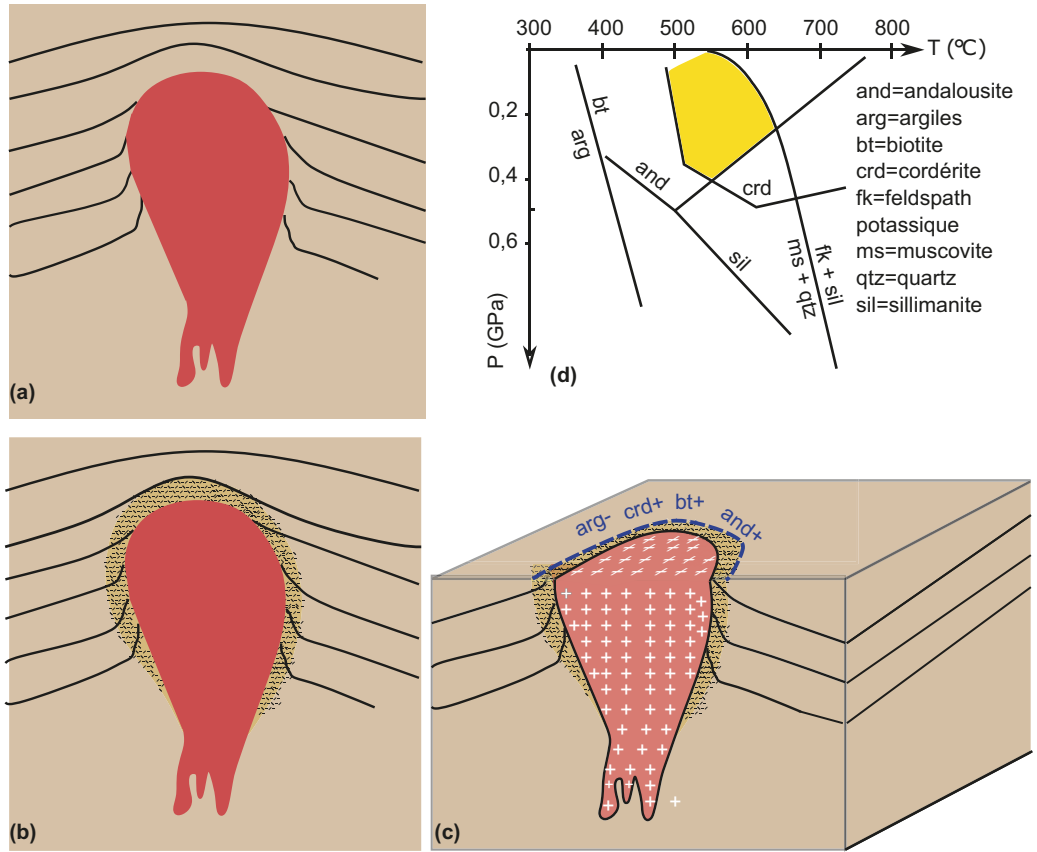 (a)
300 400 500 600 700 800
T (ºC)
0,2
0,4
0,6
P (GPa)
bt
arg
and
sil
crd
ms + qtz
fk + sil
(d)
and=andalousite
arg=argiles
bt=biotite
crd=cordérite
fk=feldspath
potassique
ms=muscovite
qtz=quartz
sil=sillimanite
(b)
arg- crd+ bt+ and+
(c)